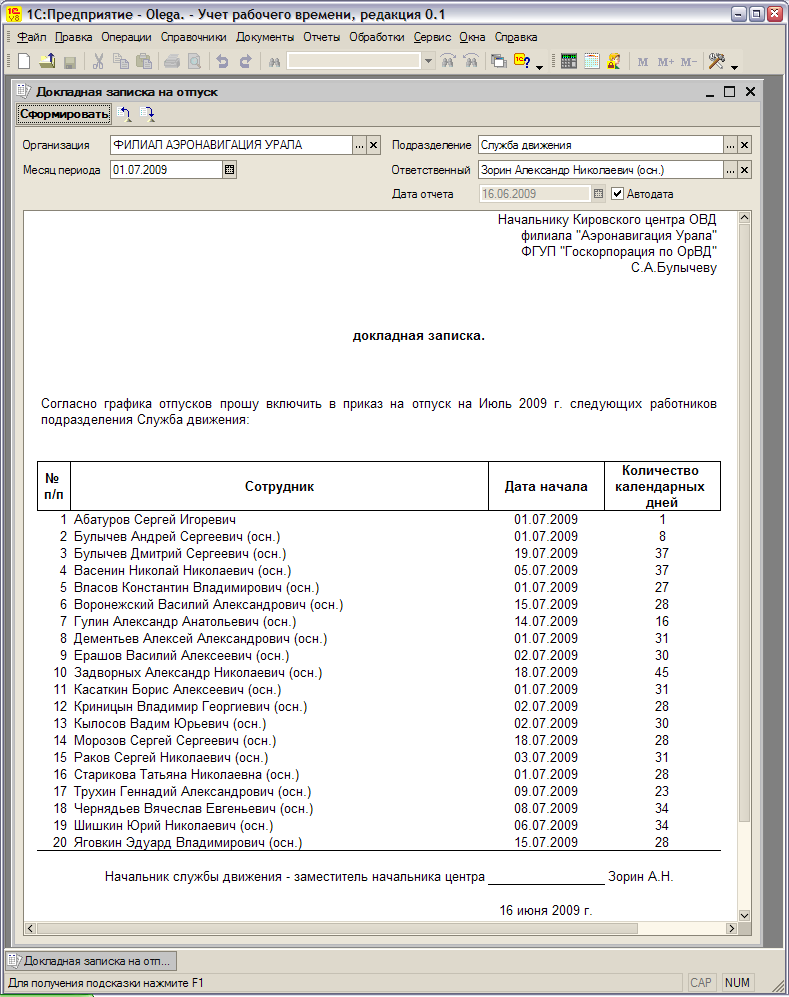 1С:Предприятие - Olega. - Учет рабочего времени, редакция 0.1
Файл Правка Операции Справочники Документы Отчеты Обработки Сервис Окна Справка
M M+ M-
Докладная записка на отпуск
Сформировать
Организация ФИЛИАЛ АЭРОНАВИГАЦИЯ УРАЛА ... Подразделение Служба движения ...
Месяц периода 01.07.2009 Ответственный Зорин Александр Николаевич (осн.) ...
Дата отчета 16.06.2009 Автодата
Начальнику Кировского центра ОВД
филиала "Аэронавигация Урала"
ФГУП "Госкорпорация по ОрВД"
С.А.Булычеву
докладная записка.
Согласно графика отпусков прошу включить в приказ на отпуск на Июль 2009 г. следующих работников
подразделения Служба движения:
№ п/п Сотрудник Дата начала Количество календарных дней
1 Абатуров Сергей Игоревич 01.07.2009 1
2 Булычев Андрей Сергеевич (осн.) 01.07.2009 8
3 Булычев Дмитрий Сергеевич (осн.) 19.07.2009 37
4 Васенин Николай Николаевич (осн.) 05.07.2009 37
5 Власов Константин Владимирович (осн.) 01.07.2009 27
6 Воронежский Василий Александрович (осн.) 15.07.2009 28
7 Гулин Александр Анатольевич (осн.) 14.07.2009 16
8 Дементьев Алексей Александрович (осн.) 01.07.2009 31
9 Ерашов Василий Алексеевич (осн.) 02.07.2009 30
10 Задворных Александр Николаевич (осн.) 18.07.2009 45
11 Касаткин Борис Алексеевич (осн.) 01.07.2009 31
12 Криницын Владимир Георгиевич (осн.) 02.07.2009 28
13 Кылосов Вадим Юрьевич (осн.) 02.07.2009 30
14 Морозов Сергей Сергеевич (осн.) 18.07.2009 28
15 Раков Сергей Николаевич (осн.) 03.07.2009 31
16 Старикова Татьяна Николаевна (осн.) 01.07.2009 28
17 Трухин Геннадий Александрович (осн.) 09.07.2009 23
18 Чернядьев Вячеслав Евгеньевич (осн.) 08.07.2009 34
19 Шишкин Юрий Николаевич (осн.) 06.07.2009 34
20 Яговкин Эдуард Владимирович (осн.) 15.07.2009 28
Начальник службы движения - заместитель начальника центра Зорин А.Н.
16 июня 2009 г.
Докладная записка на отп...
Для получения подсказки нажмите F1 CAP NUM